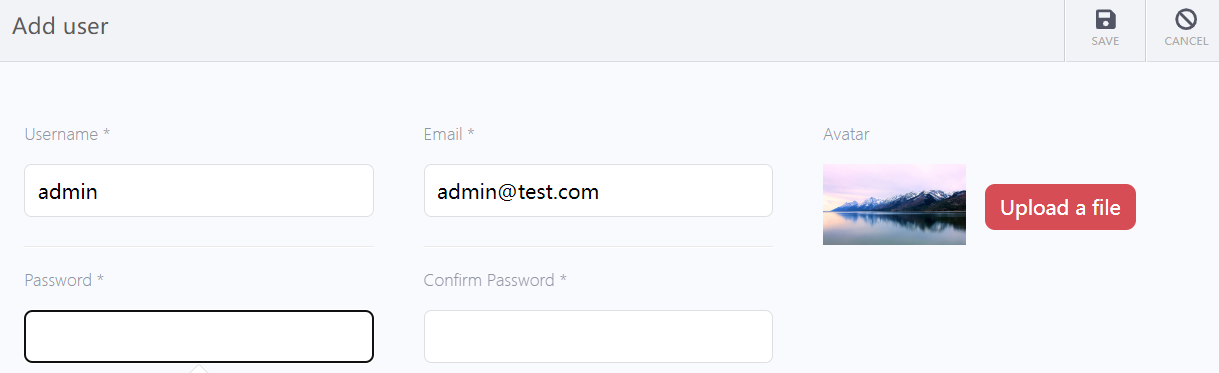 Add user
SAVE
CANCEL
Username *
Email *
Avatar
admin
admin@test.com
Upload a file
Password *
Confirm Password *